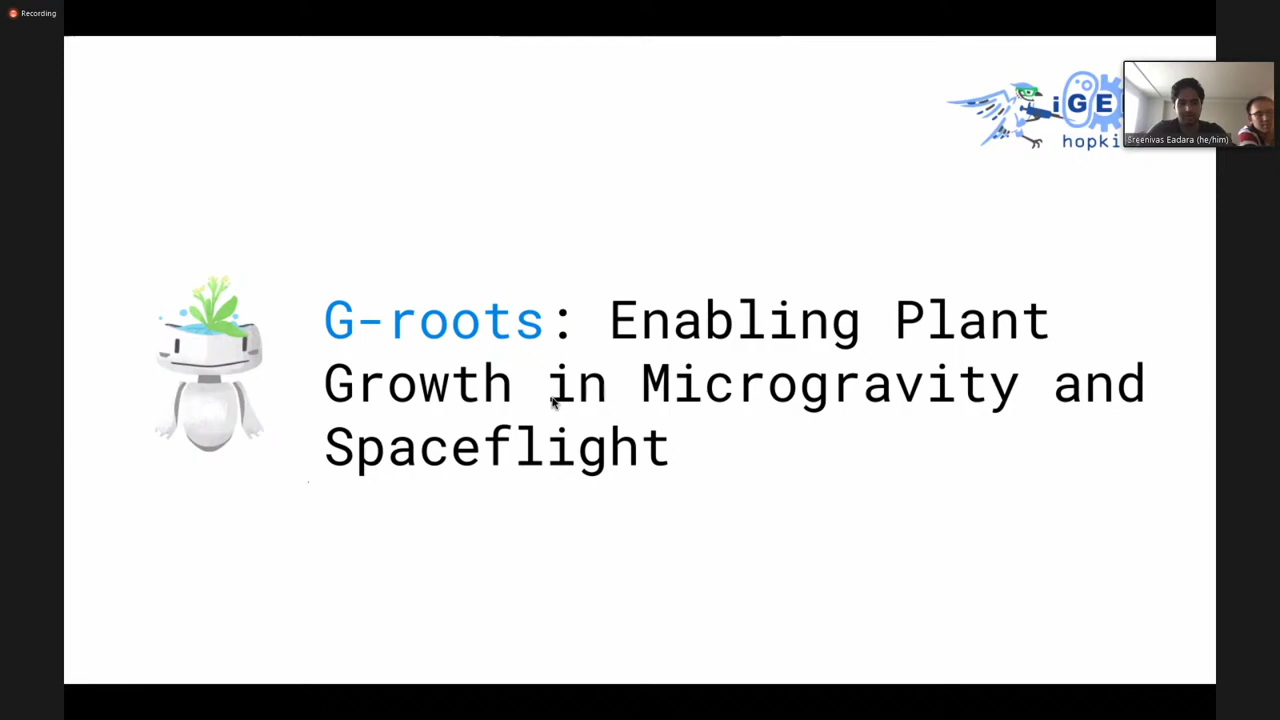 Recording
iGE
hopki
Sreenivas Eadara (he/him)
G-roots: Enabling Plant
Growth in Microgravity and
Spaceflight